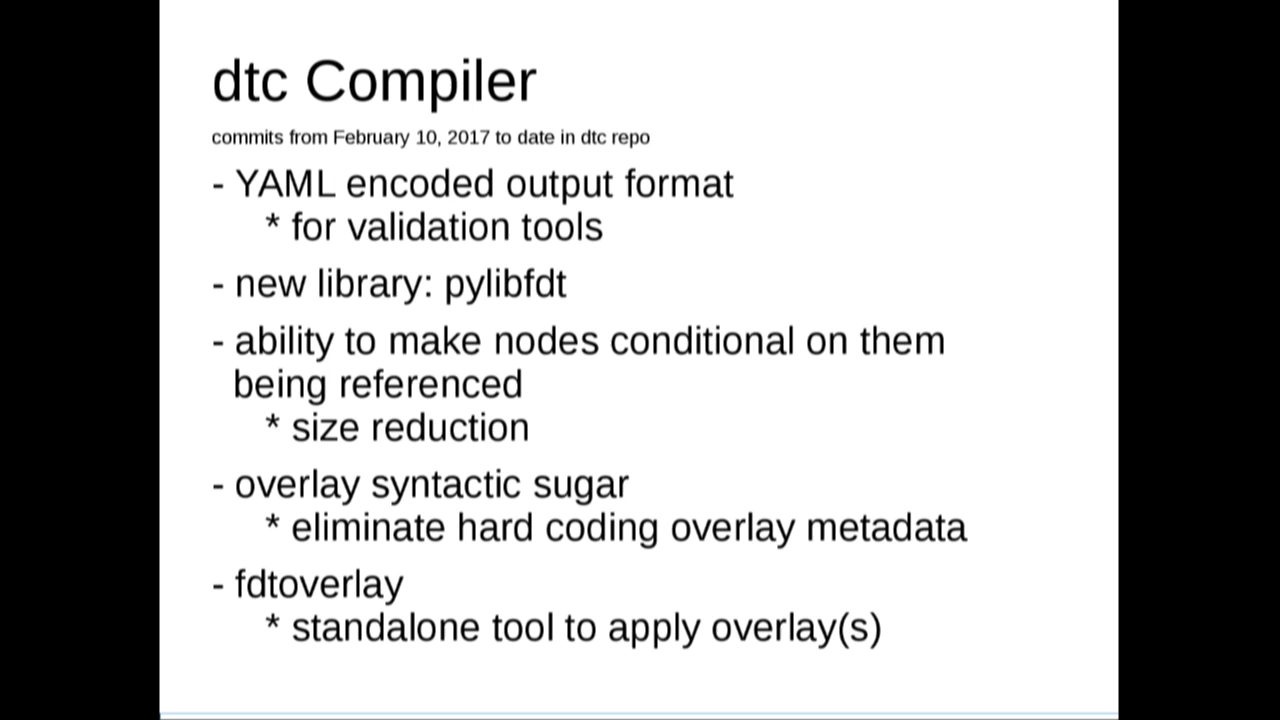 dtc Compiler
commits from February 10, 2017 to date in dtc repo
- YAML encoded output format
* for validation tools
- new library: pylibfdt
- ability to make nodes conditional on them
being referenced
* size reduction
- overlay syntactic sugar
* eliminate hard coding overlay metadata
- fdtoverlay
* standalone tool to apply overlay(s)